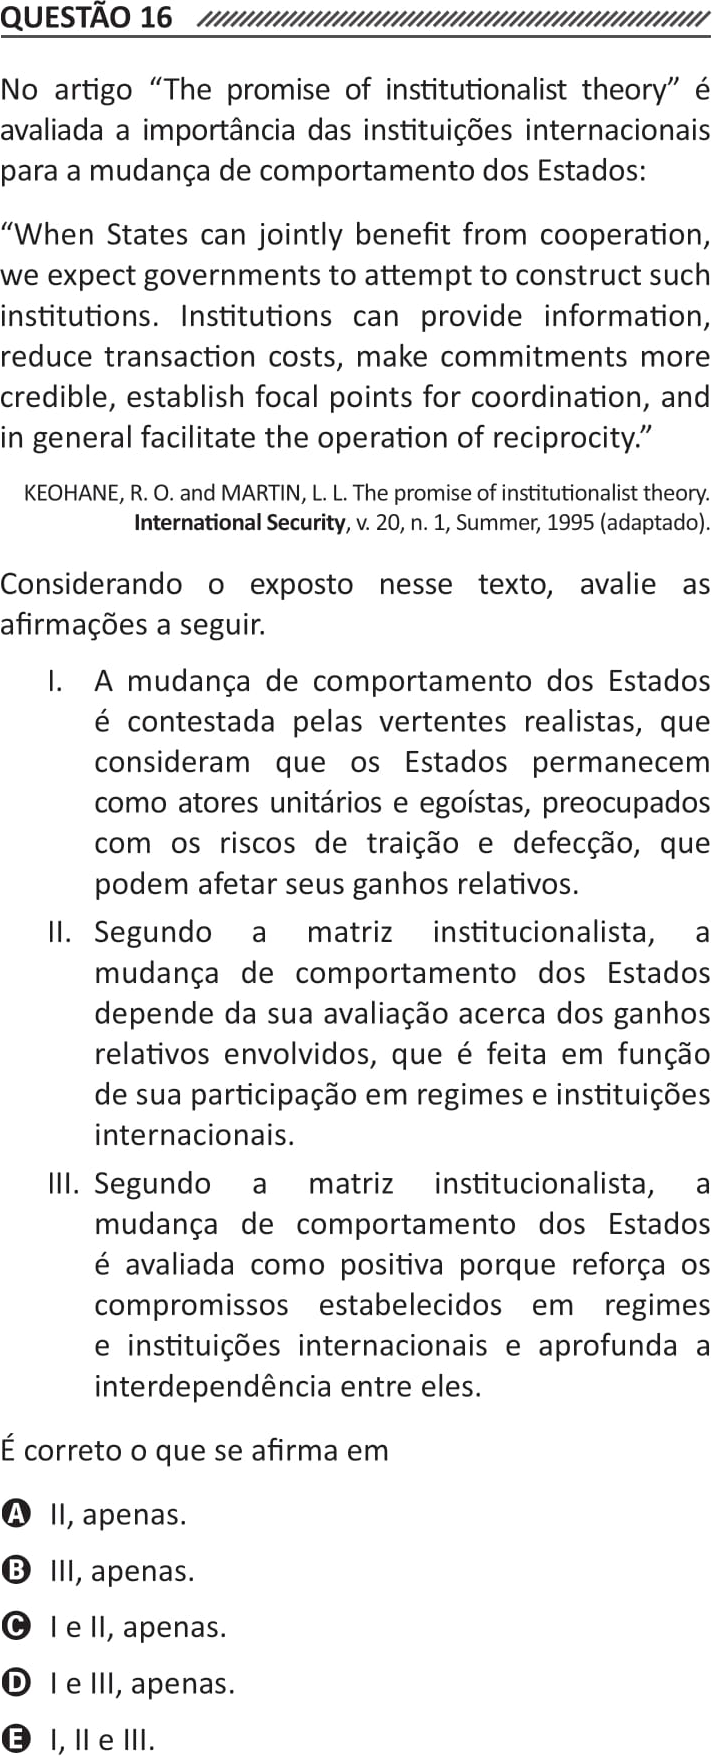 QUESTÃO 16
No artigo “The promise of institutionalist theory” é
avaliada a importância das instituições internacionais
para a mudança de comportamento dos Estados:
“When States can jointly benefit from cooperation,
we expect governments to attempt to construct such
institutions. Institutions can provide information,
reduce transaction costs, make commitments more
credible, establish focal points for coordination, and
in general facilitate the operation of reciprocity.”
KEOHANE, R. O. and MARTIN, L. L. The promise of institutionalist theory.
International Security, v. 20, n. 1, Summer, 1995 (adaptado).
Considerando o exposto nesse texto, avalie as
afirmações a seguir.
I. A mudança de comportamento dos Estados
é contestada pelas vertentes realistas, que
consideram que os Estados permanecem
como atores unitários e egoístas, preocupados
com os riscos de traição e defecção, que
podem afetar seus ganhos relativos.
II. Segundo a matriz institucionalista, a
mudança de comportamento dos Estados
depende da sua avaliação acerca dos ganhos
relativos envolvidos, que é feita em função
de sua participação em regimes e instituições
internacionais.
III. Segundo a matriz institucionalista, a
mudança de comportamento dos Estados
é avaliada como positiva porque reforça os
compromissos estabelecidos em regimes
e instituições internacionais e aprofunda a
interdependência entre eles.
É correto o que se afirma em
A II, apenas.
B III, apenas.
C I e II, apenas.
D I e III, apenas.
E I, II e III.